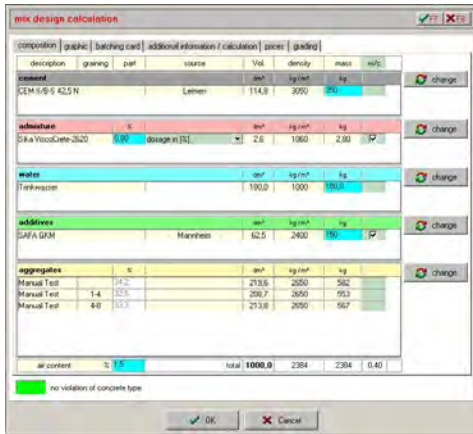 mix design calculation F7 F8
composition graphic batching card additional information / calculation prices grading
description graining part source Vol. density mass w/c
cement dm³ kg/m³ kg
CEM II/B-S 42,5 N Leimen 114,8 3050 350
change
admixture % dm³ kg/m³ kg
Sika ViscoCrete-2620 0,80 dosage in [%] 2,6 1060 2,80
change
water dm³ kg/m³ kg
Trinkwasser 180,0 1000 180,0
change
additives dm³ kg/m³ kg
SAFA GKM Mannheim 62,5 2400 150
change
aggregates % dm³ kg/m³ kg
Manual Test 34,2 219,6 2650 582
Manual Test 1-4 32,5 208,7 2650 553
Manual Test 4-8 33,3 213,8 2650 567
change
air content % 1,5 total 1000,0 2384 2384 0,40
no violation of concrete type
OK Cancel